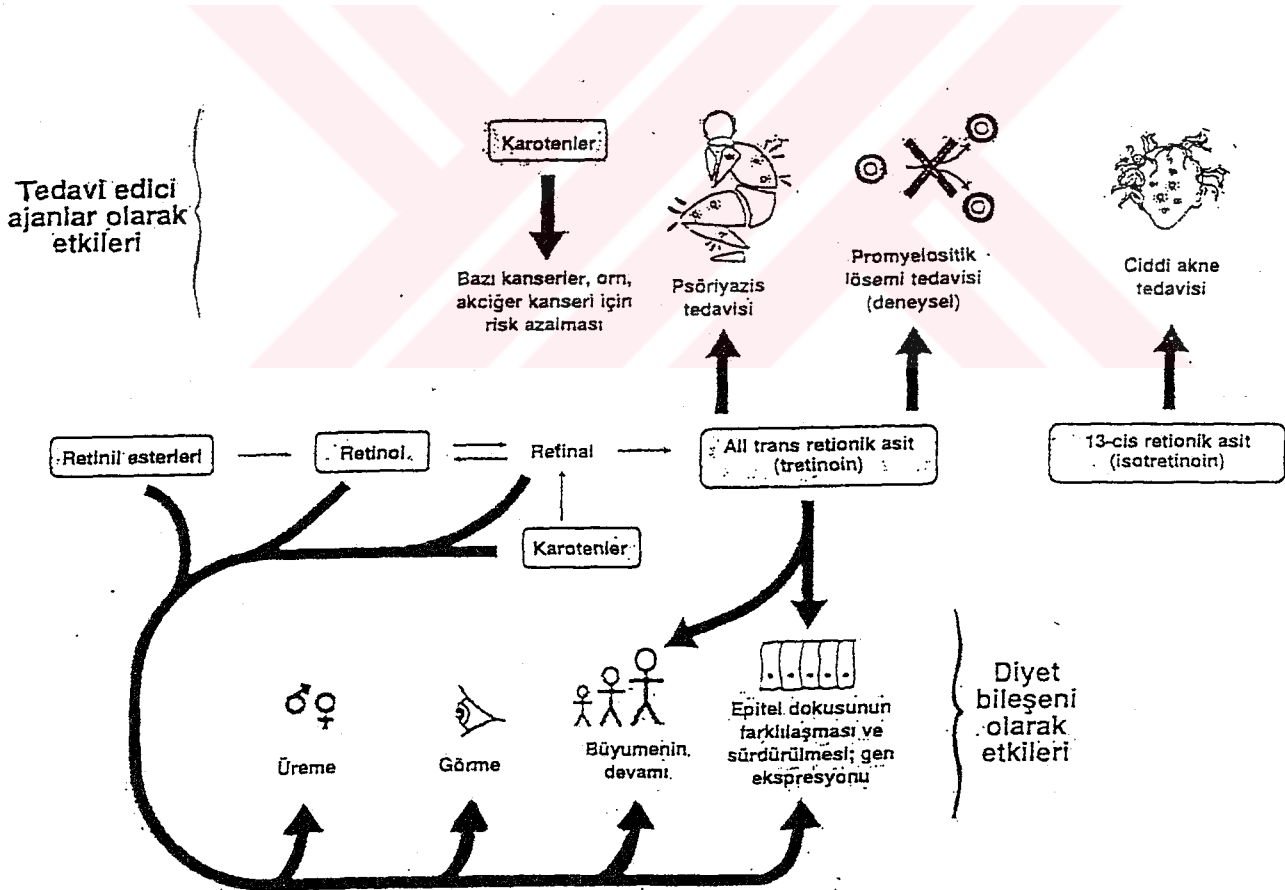 Tedavi edici
ajanlar olarak
etkileri
Karotenler
Bazı kanserler, örn,
akciğer kanseri için
risk azalması
Psöriyazis
tedavisi
Promyelositik
lösemi tedavisi
(deneysel)
Ciddi akne
tedavisi
Retinil esterleri
Retinol
Retinal
All trans retionik asit
(tretinoin)
13-cis retionik asit
(isotretinoin)
Karotenler
Üreme
Görme
Büyümenin
devamı
Epitel dokusunun
farklılaşması ve
sürdürülmesi; gen
ekspresyonu
Diyet
bileşeni
olarak
etkileri